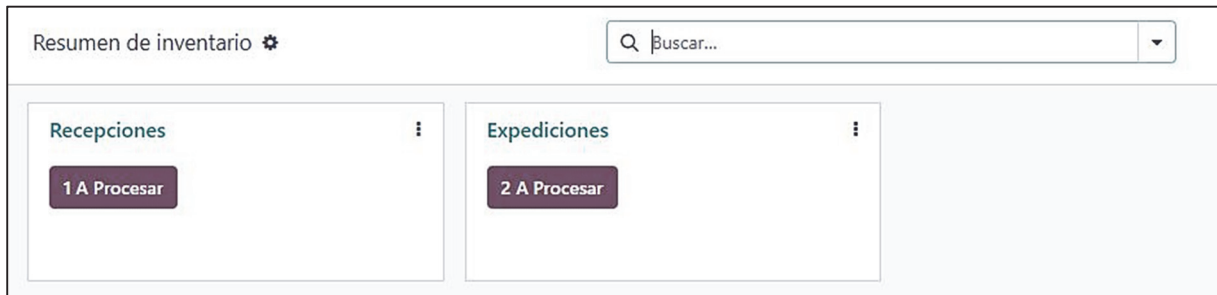 Resumen de inventario
Buscar...
Recepciones
1 A Procesar
Expediciones
2 A Procesar